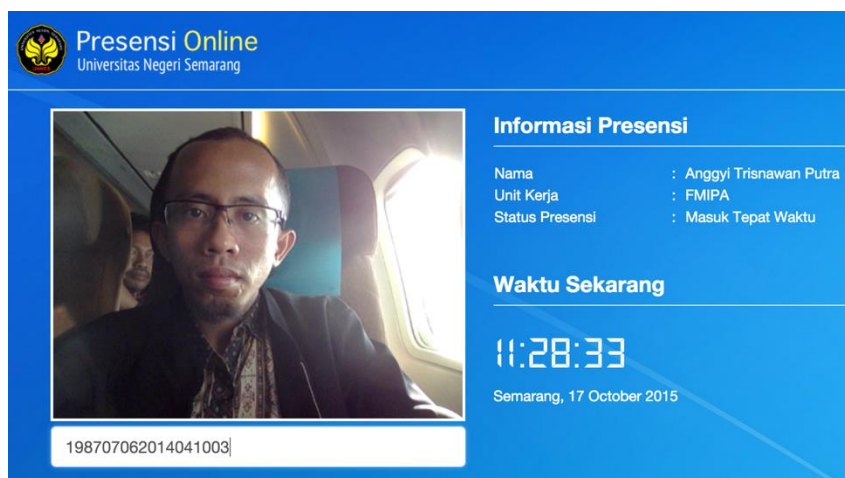 Presensi Online
Universitas Negeri Semarang
Informasi Presensi
Nama : Anggyi Trisnawan Putra
Unit Kerja : FMIPA
Status Presensi : Masuk Tepat Waktu
Waktu Sekarang
11:28:33
Semarang, 17 October 2015
198707062014041003